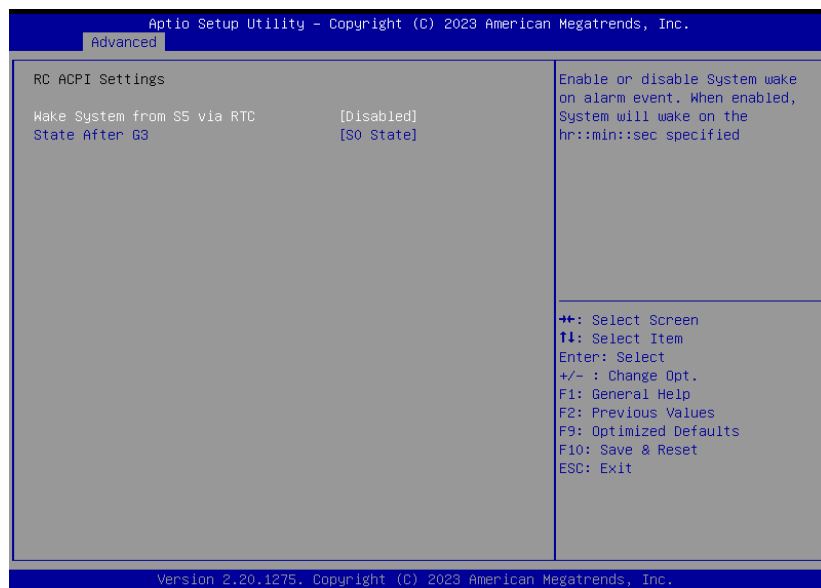 Aptio Setup Utility – Copyright (C) 2023 American Megatrends, Inc.
Advanced
RC ACPI Settings
Wake System from S5 via RTC [Disabled]
State After G3 [S0 State]
Enable or disable System wake
on alarm event. When enabled,
System will wake on the
hr::min::sec specified
→←: Select Screen
↑↓: Select Item
Enter: Select
+/- : Change Opt.
F1: General Help
F2: Previous Values
F9: Optimized Defaults
F10: Save & Reset
ESC: Exit
Version 2.20.1275. Copyright (C) 2023 American Megatrends, Inc.